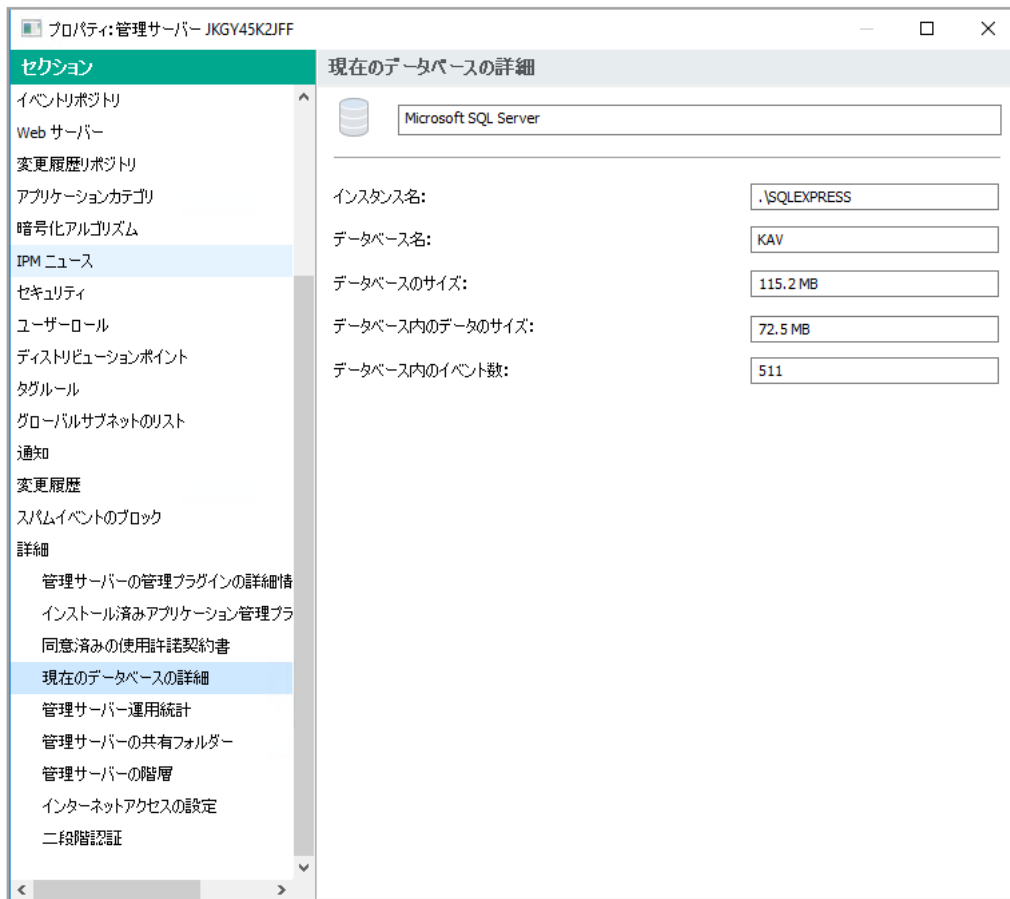 プロパティ:管理サーバー JKGY45K2JFF
セクション
イベントリポジトリ
Web サーバー
変更履歴リポジトリ
アプリケーションカテゴリ
暗号化アルゴリズム
IPM ニュース
セキュリティ
ユーザーロール
ディストリビューションポイント
タグルール
グローバルサブネットのリスト
通知
変更履歴
スパムイベントのブロック
詳細
管理サーバーの管理プラグインの詳細情
インストール済みアプリケーション管理プラ
同意済みの使用許諾契約書
現在のデータベースの詳細
管理サーバー運用統計
管理サーバーの共有フォルダー
管理サーバーの階層
インターネットアクセスの設定
二段階認証
現在のデータベースの詳細
Microsoft SQL Server
インスタンス名: .\SQLEXPRESS
データベース名: KAV
データベースのサイズ: 115.2 MB
データベース内のデータのサイズ: 72.5 MB
データベース内のイベント数: 511